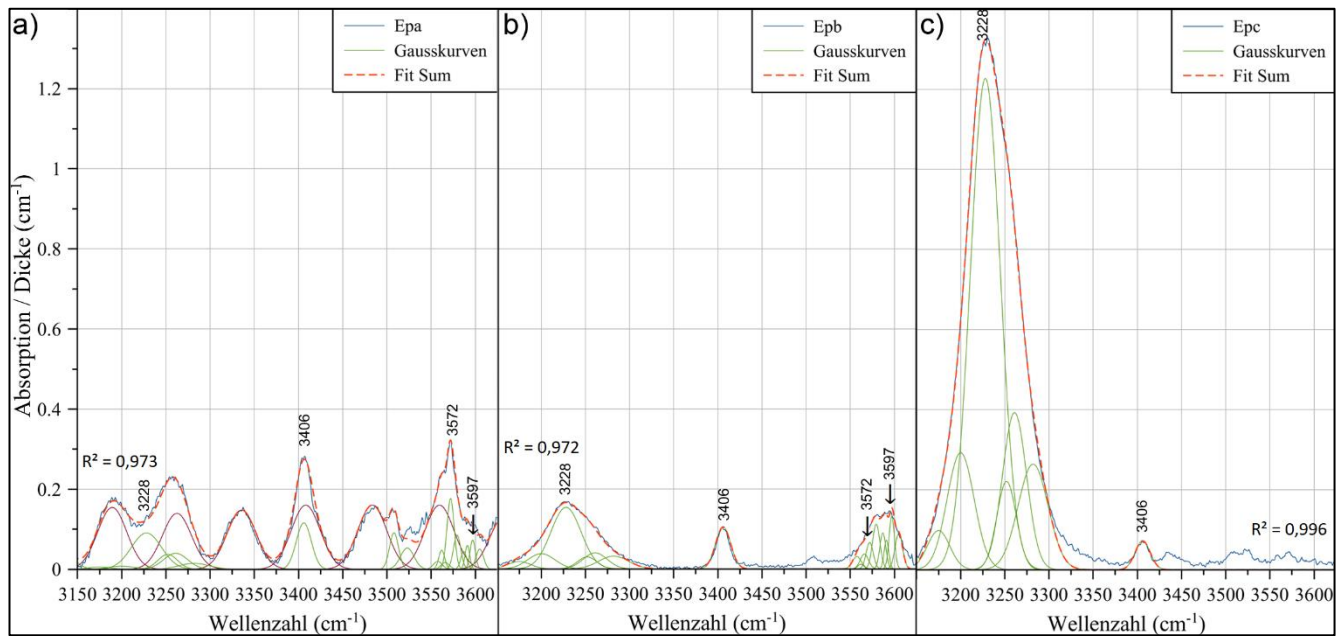 a)
Epa
Gausskurven
Fit Sum
b)
Epb
Gausskurven
Fit Sum
c)
Epc
Gausskurven
Fit Sum
Absorption / Dicke (cm⁻¹)
1.2
1
0.8
0.6
0.4
0.2
0
R² = 0,973
3228
3406
3572
3597
R² = 0,972
3228
3406
3572
3597
3228
3406
R² = 0,996
3150 3200 3250 3300 3350 3400 3450 3500 3550 3600
3200 3250 3300 3350 3400 3450 3500 3550 3600
3200 3250 3300 3350 3400 3450 3500 3550 3600
Wellenzahl (cm⁻¹)
Wellenzahl (cm⁻¹)
Wellenzahl (cm⁻¹)